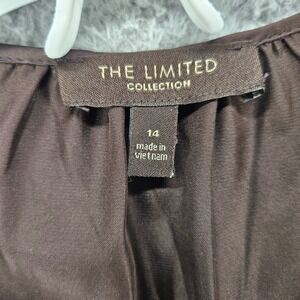 THE LIMITED
COLLECTION
14
made in
vietnam